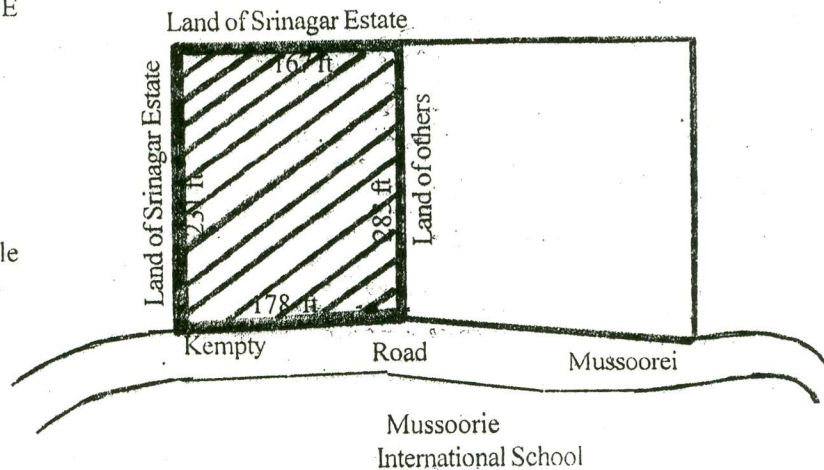 E
Land of Srinagar Estate
167 ft
Land of Srinagar Estate
231 ft
285 ft
Land of others
le
178 ft
Kempty Road Mussoorei
Mussoorie
International School